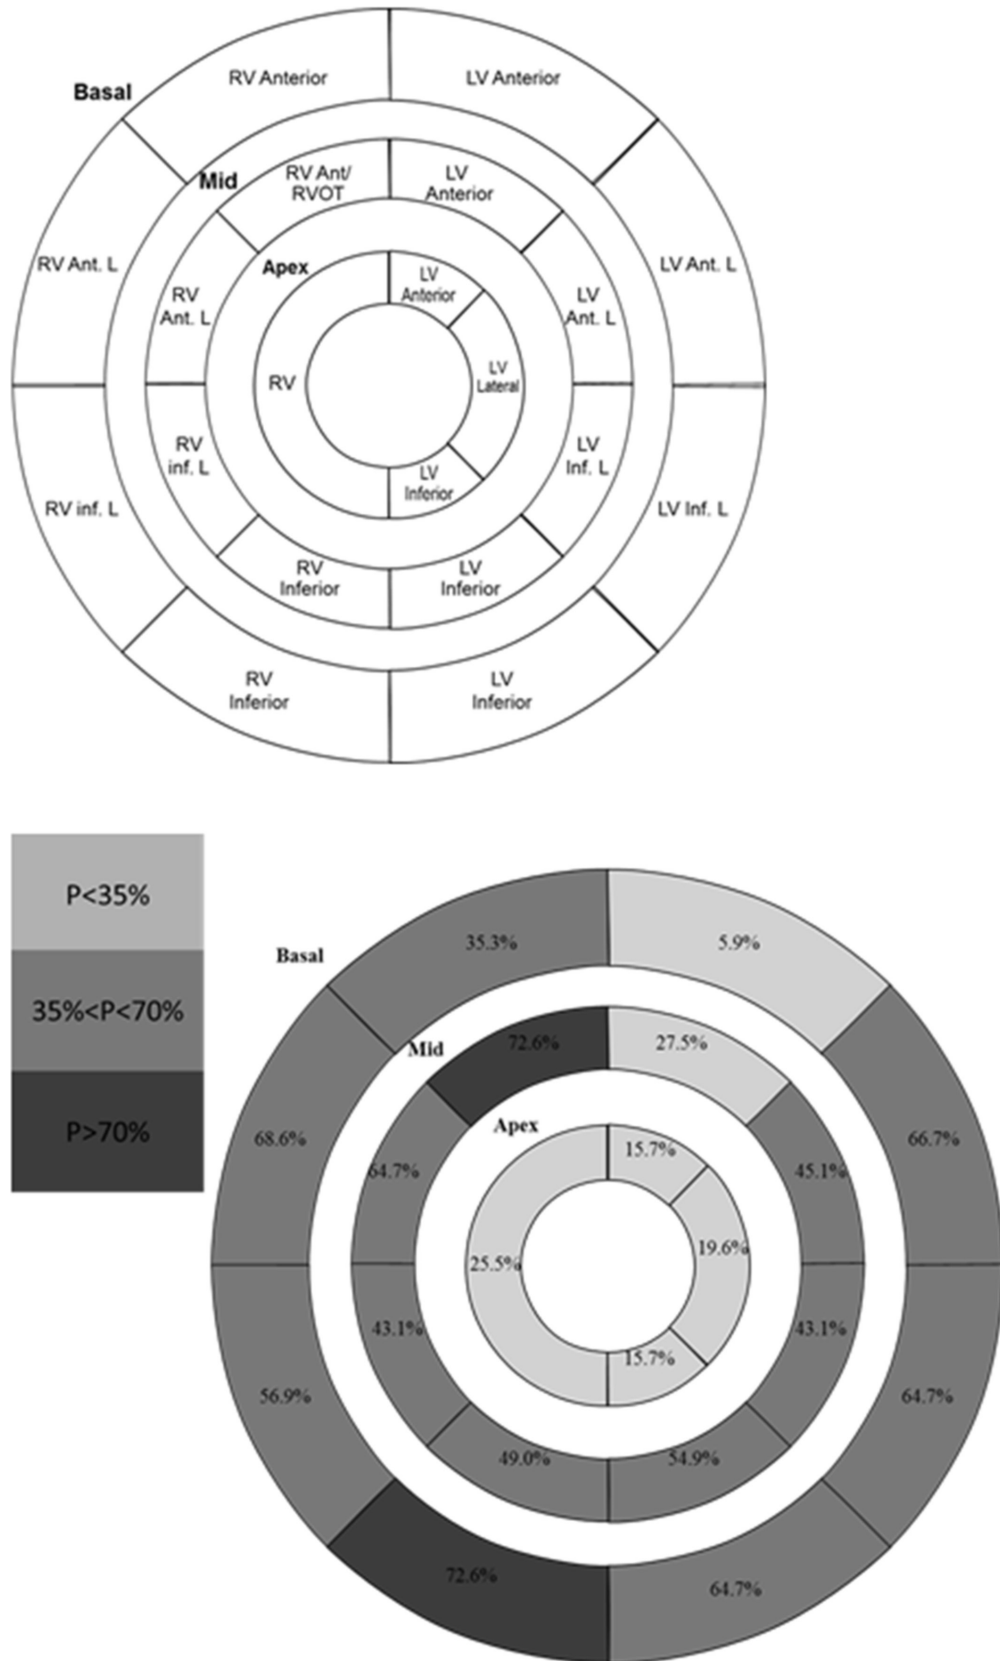 RV Anterior
LV Anterior
Basal
RV Ant/
RVOT
LV
Anterior
Mid
RV Ant. L
Apex
LV
Anterior
LV Ant. L
RV
Ant. L
LV
Ant. L
RV
LV
Lateral
RV
inf. L
LV
Inf. L
LV
Inferior
RV inf. L
LV Inf. L
RV
Inferior
LV
Inferior
RV
Inferior
LV
Inferior
P<35%
35%<P<70%
P>70%
Basal
35.3%
5.9%
Mid
72.6%
27.5%
Apex
15.7%
68.6%
66.7%
64.7%
45.1%
25.5%
19.6%
43.1%
43.1%
15.7%
56.9%
64.7%
49.0%
54.9%
72.6%
64.7%